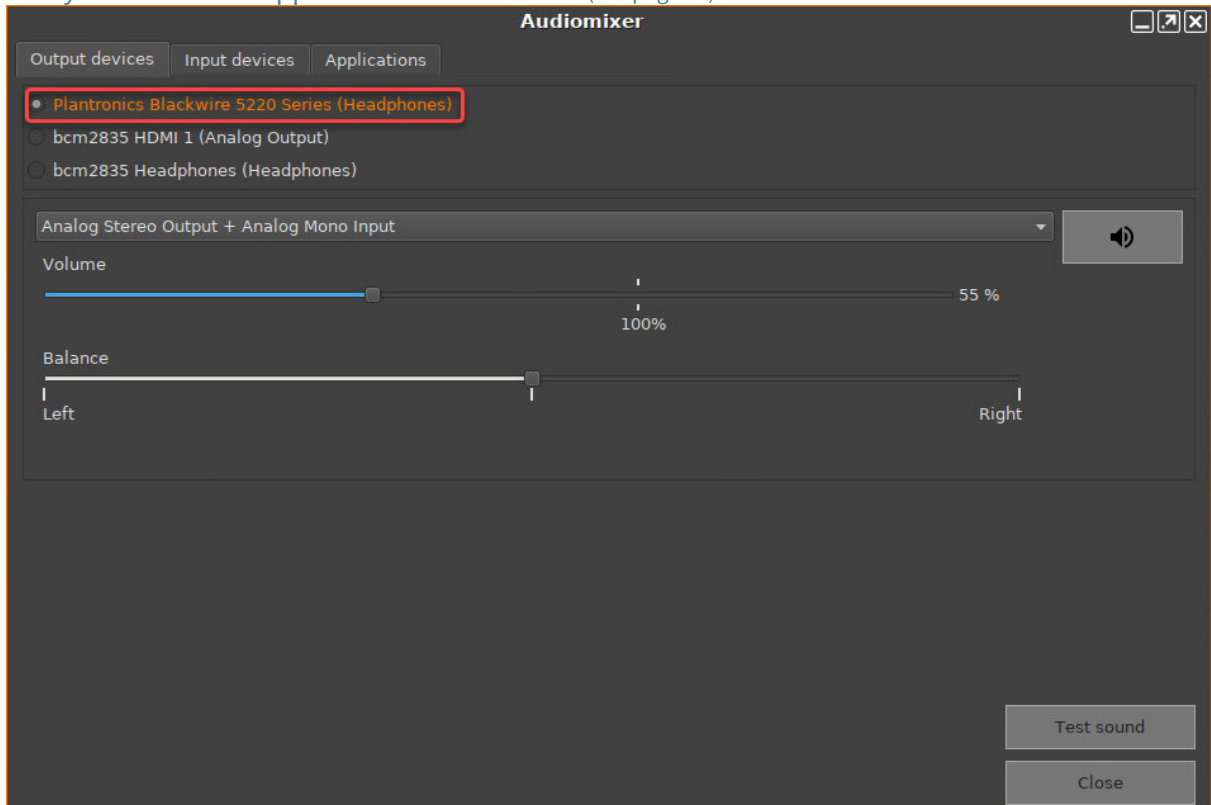 Audiomixer
Output devices Input devices Applications
Plantronics Blackwire 5220 Series (Headphones)
bcm2835 HDMI 1 (Analog Output)
bcm2835 Headphones (Headphones)
Analog Stereo Output + Analog Mono Input
Volume
55 %
100%
Balance
Left Right
Test sound
Close